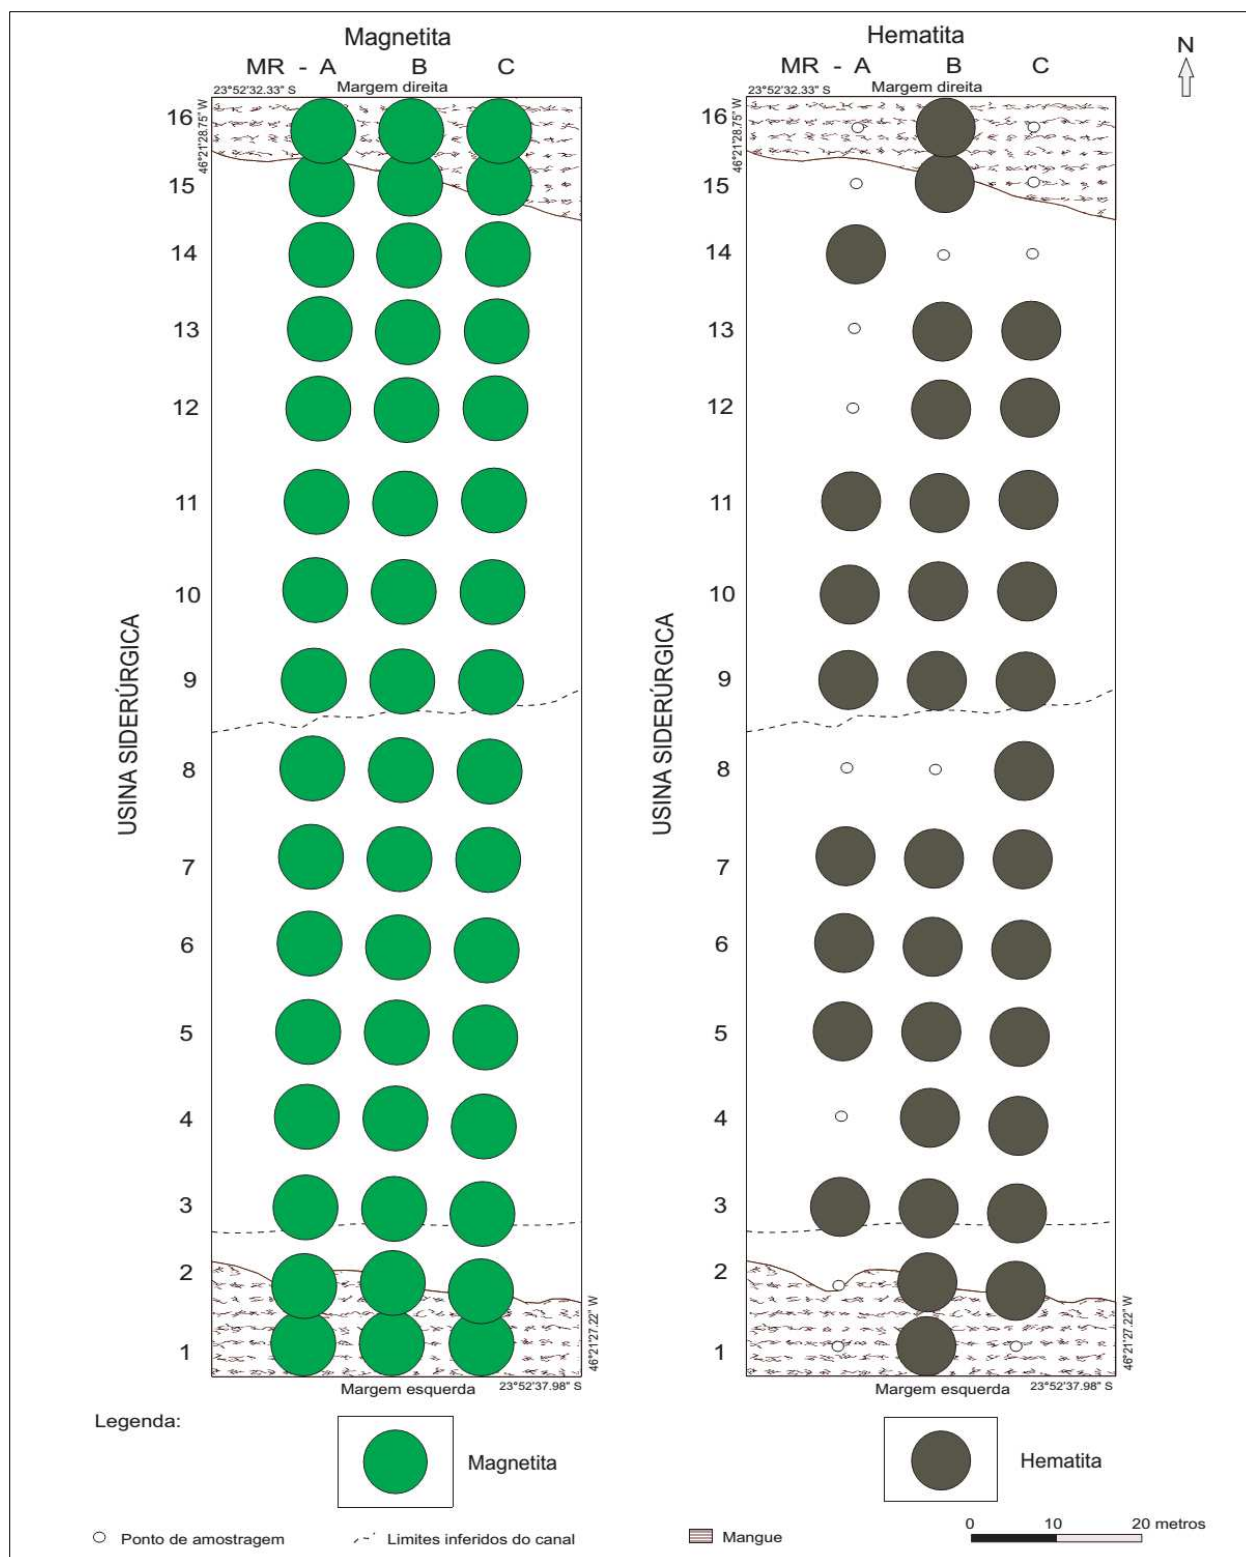 Magnetita
MR - A B C
23°52'32.33" S
Margem direita
46°21'28.75" W
16
15
14
13
12
11
10
9
8
7
6
5
4
3
2
1
USINA SIDERÚRGICA
46°21'27.22" W
Margem esquerda
23°52'37.98" S
Hematita
MR - A B C
23°52'32.33" S
Margem direita
46°21'28.75" W
16
15
14
13
12
11
10
9
8
7
6
5
4
3
2
1
USINA SIDERÚRGICA
46°21'27.22" W
Margem esquerda
23°52'37.98" S
N
Legenda:
Magnetita
Hematita
Ponto de amostragem
Limites inferidos do canal
Mangue
0 10 20 metros